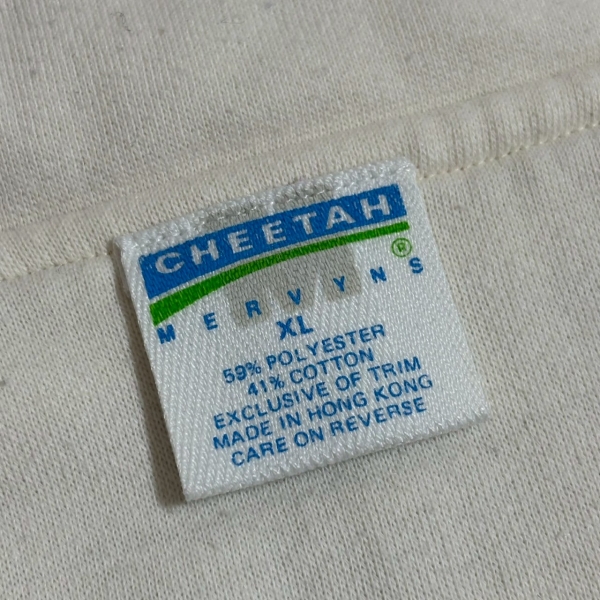 CHEETAH
®
MERVYNS
XL
59% POLYESTER
41% COTTON
EXCLUSIVE OF TRIM
MADE IN HONG KONG
CARE ON REVERSE